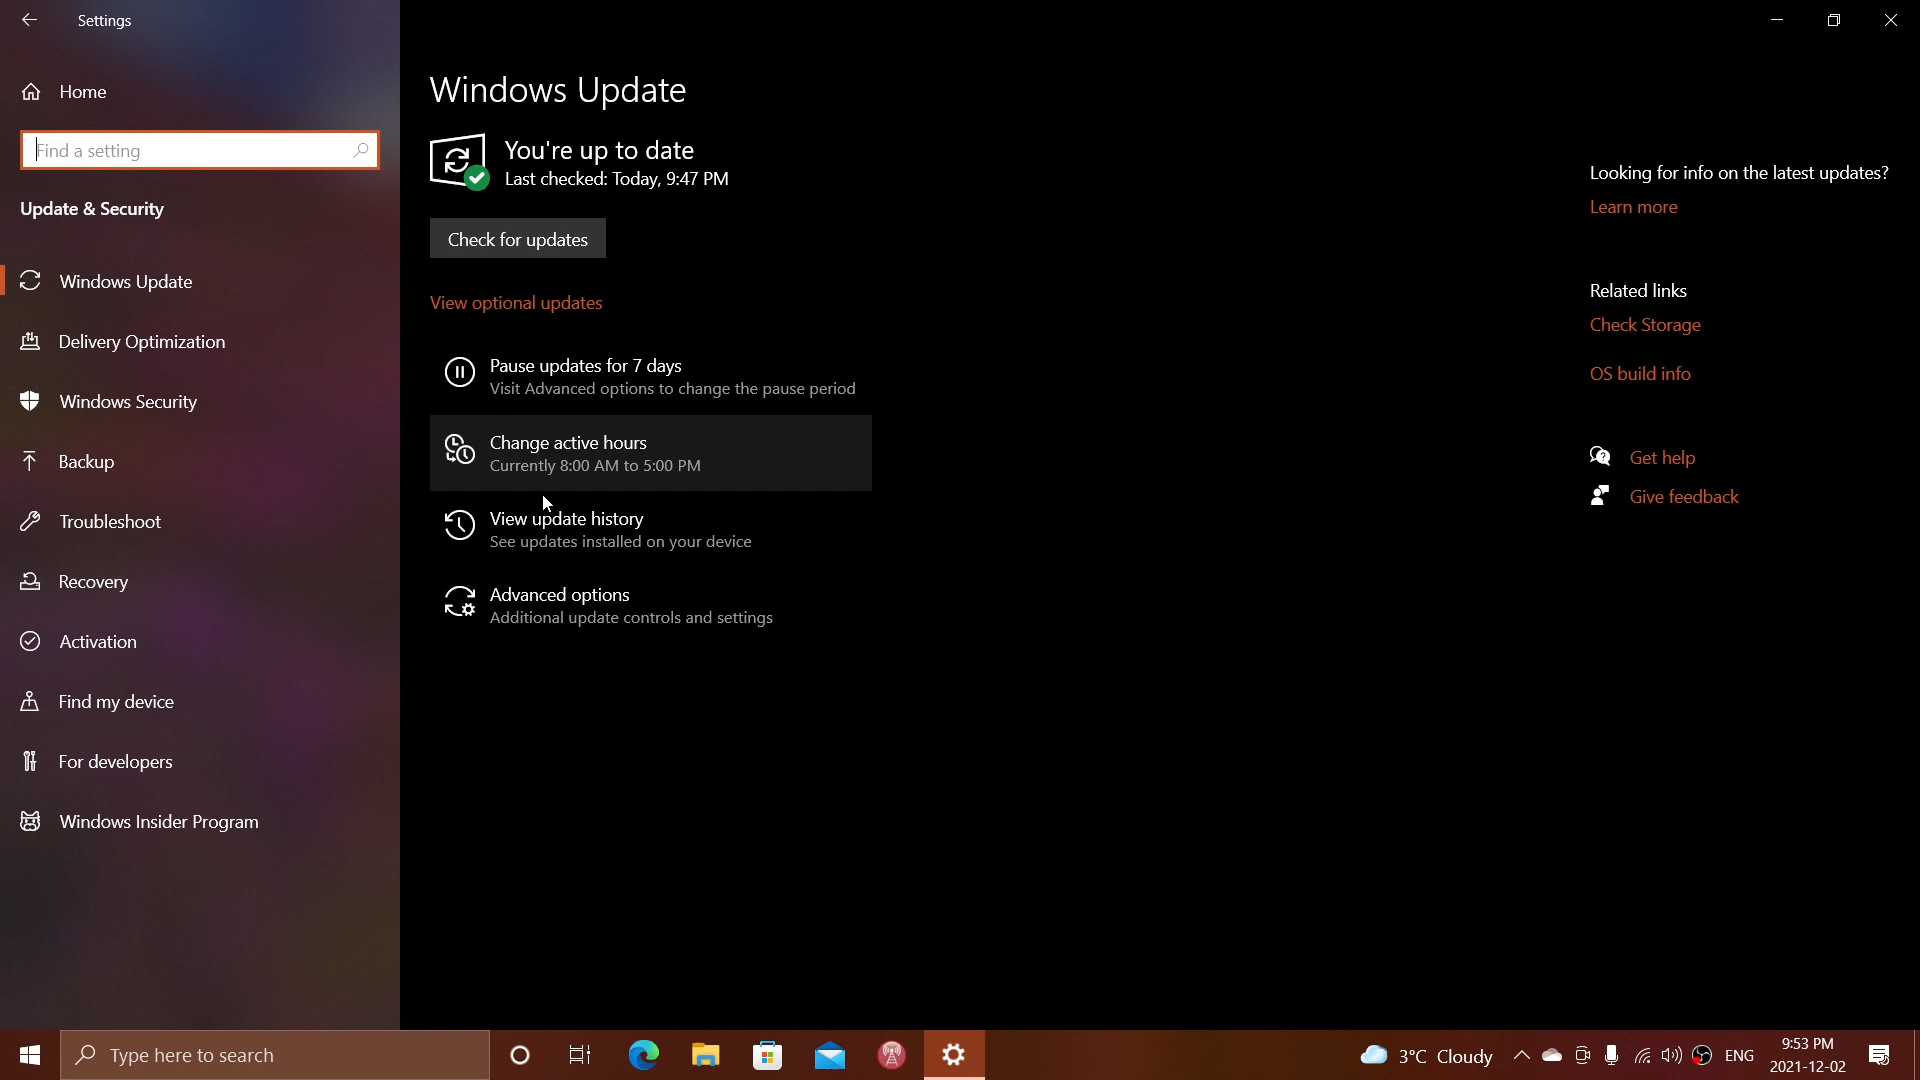 Settings
Home
Find a setting
Update & Security
Windows Update
Delivery Optimization
Windows Security
Backup
Troubleshoot
Recovery
Activation
Find my device
For developers
Windows Insider Program
Windows Update
You're up to date
Last checked: Today, 9:47 PM
Check for updates
View optional updates
Pause updates for 7 days
Visit Advanced options to change the pause period
Change active hours
Currently 8:00 AM to 5:00 PM
View update history
See updates installed on your device
Advanced options
Additional update controls and settings
Looking for info on the latest updates?
Learn more
Related links
Check Storage
OS build info
Get help
Give feedback
Type here to search
3°C Cloudy
ENG
9:53 PM
2021-12-02